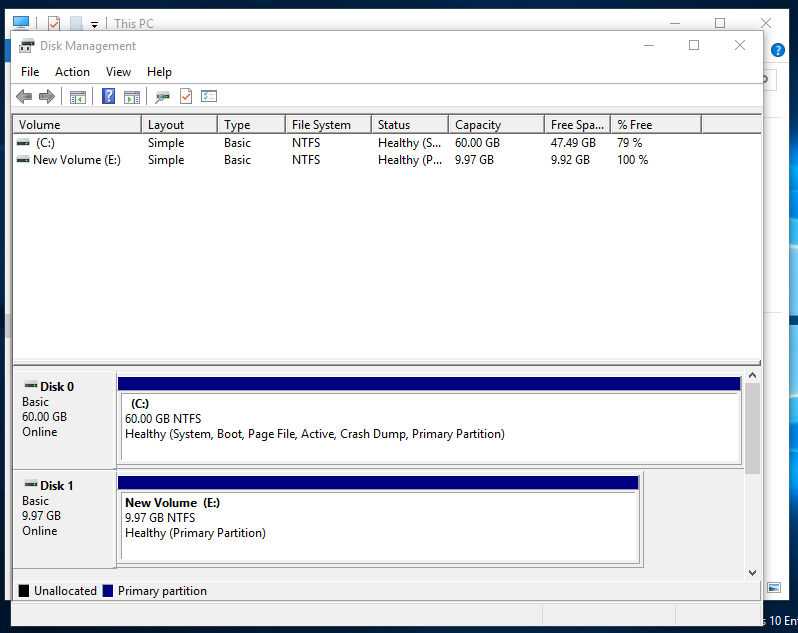 This PC
Disk Management
File Action View Help
Volume Layout Type File System Status Capacity Free Spa... % Free
(C:) Simple Basic NTFS Healthy (S... 60.00 GB 47.49 GB 79 %
New Volume (E:) Simple Basic NTFS Healthy (P... 9.97 GB 9.92 GB 100 %
Disk 0
Basic
60.00 GB
Online
(C:)
60.00 GB NTFS
Healthy (System, Boot, Page File, Active, Crash Dump, Primary Partition)
Disk 1
Basic
9.97 GB
Online
New Volume (E:)
9.97 GB NTFS
Healthy (Primary Partition)
Unallocated Primary partition
s 10 Ent